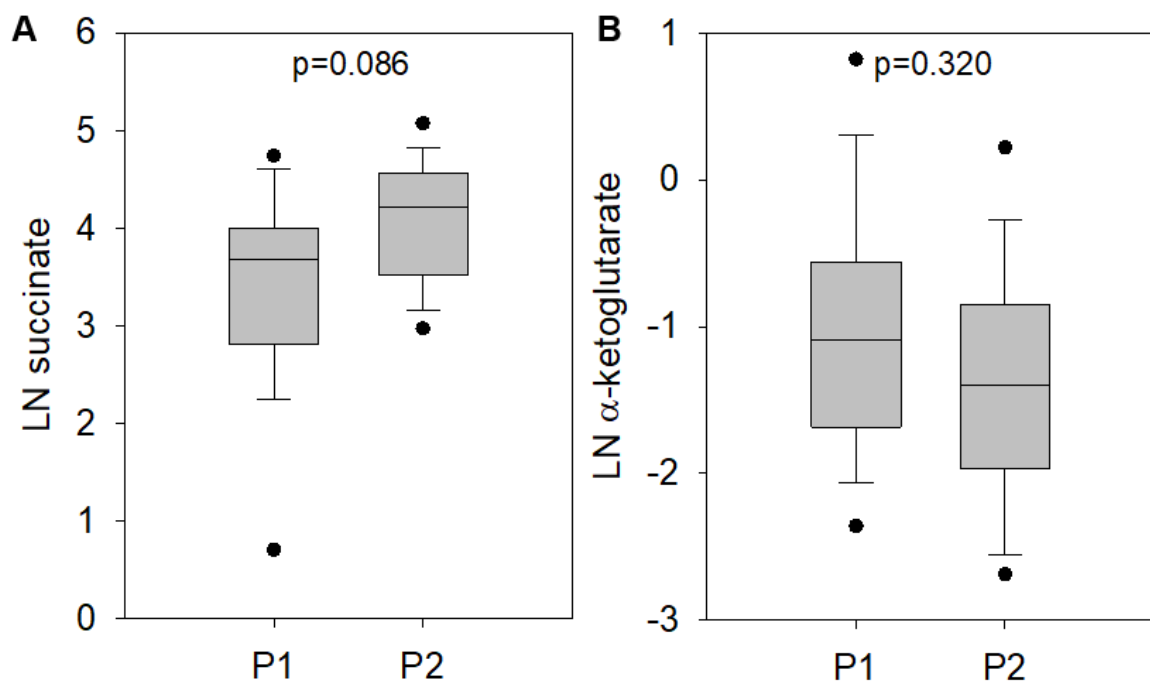 A
LN succinate
6
5
4
3
2
1
0
p=0.086
P1
P2
B
LN α-ketoglutarate
1
0
-1
-2
-3
p=0.320
P1
P2